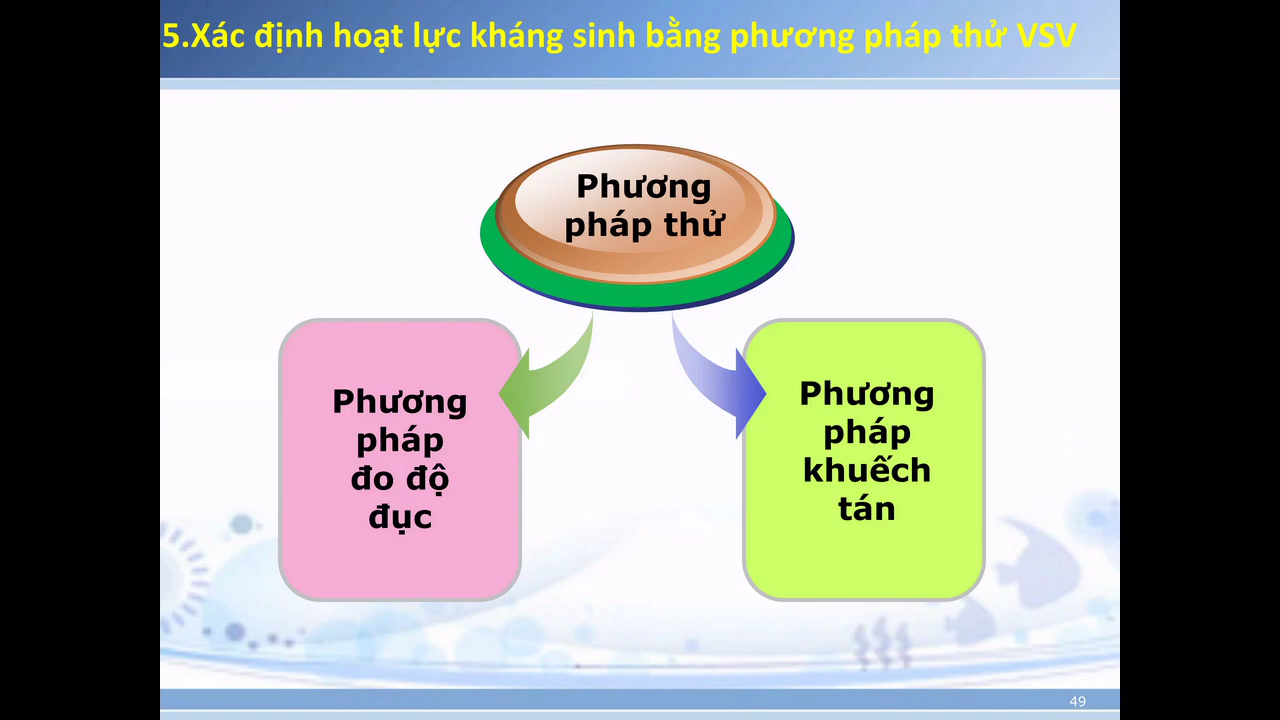 5.Xác định hoạt lực kháng sinh bằng phương pháp thử VSV
Phương
pháp thử
Phương
pháp
đo độ
đục
Phương
pháp
khuếch
tán
49